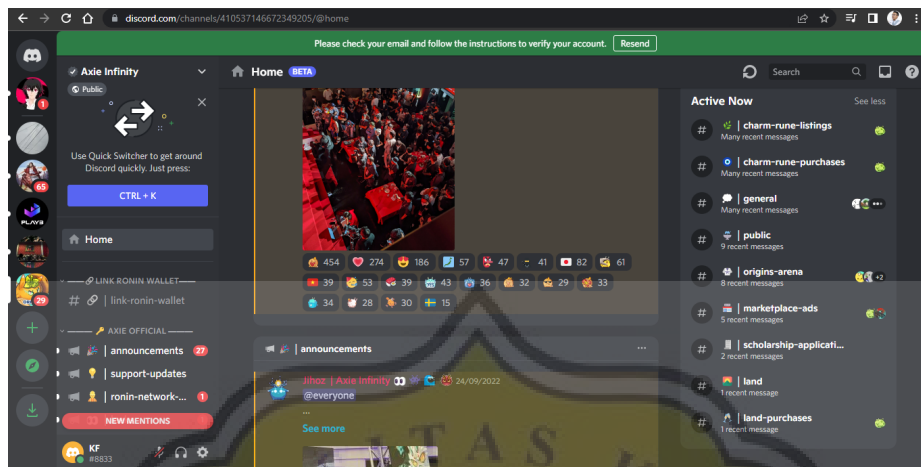 discord.com/channels/410537146672349205/@home
Please check your email and follow the instructions to verify your account. Resend
Axie Infinity
Public
Use Quick Switcher to get around
Discord quickly. Just press:
CTRL + K
Home
LINK RONIN WALLET
# | link-ronin-wallet
AXIE OFFICIAL
| announcements 27
| support-updates
| ronin-network-... 1
NEW MENTIONS
KF
#8833
1
65
PLAYS
29
Home BETA
Search
454 274 186 57 47 41 82 61
39 53 39 43 36 32 29 33
34 28 30 15
| announcements ...
Jihoz | Axie Infinity 24/09/2022
@everyone
...
See more
Active Now See less
# | charm-rune-listings
Many recent messages
# | charm-rune-purchases
Many recent messages
# | general
Many recent messages
# | public
9 recent messages
# | origins-arena
8 recent messages +2
# | marketplace-ads
5 recent messages
# | scholarship-applicati...
2 recent messages
# | land
1 recent message
# | land-purchases
1 recent message
ITAS